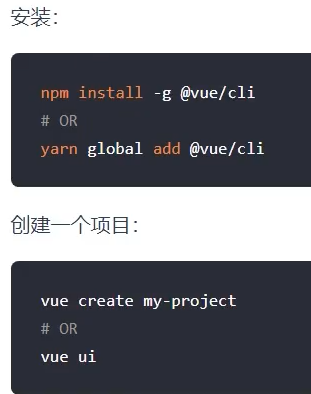 安装：
npm install -g @vue/cli
# OR
yarn global add @vue/cli
创建一个项目：
vue create my-project
# OR
vue ui